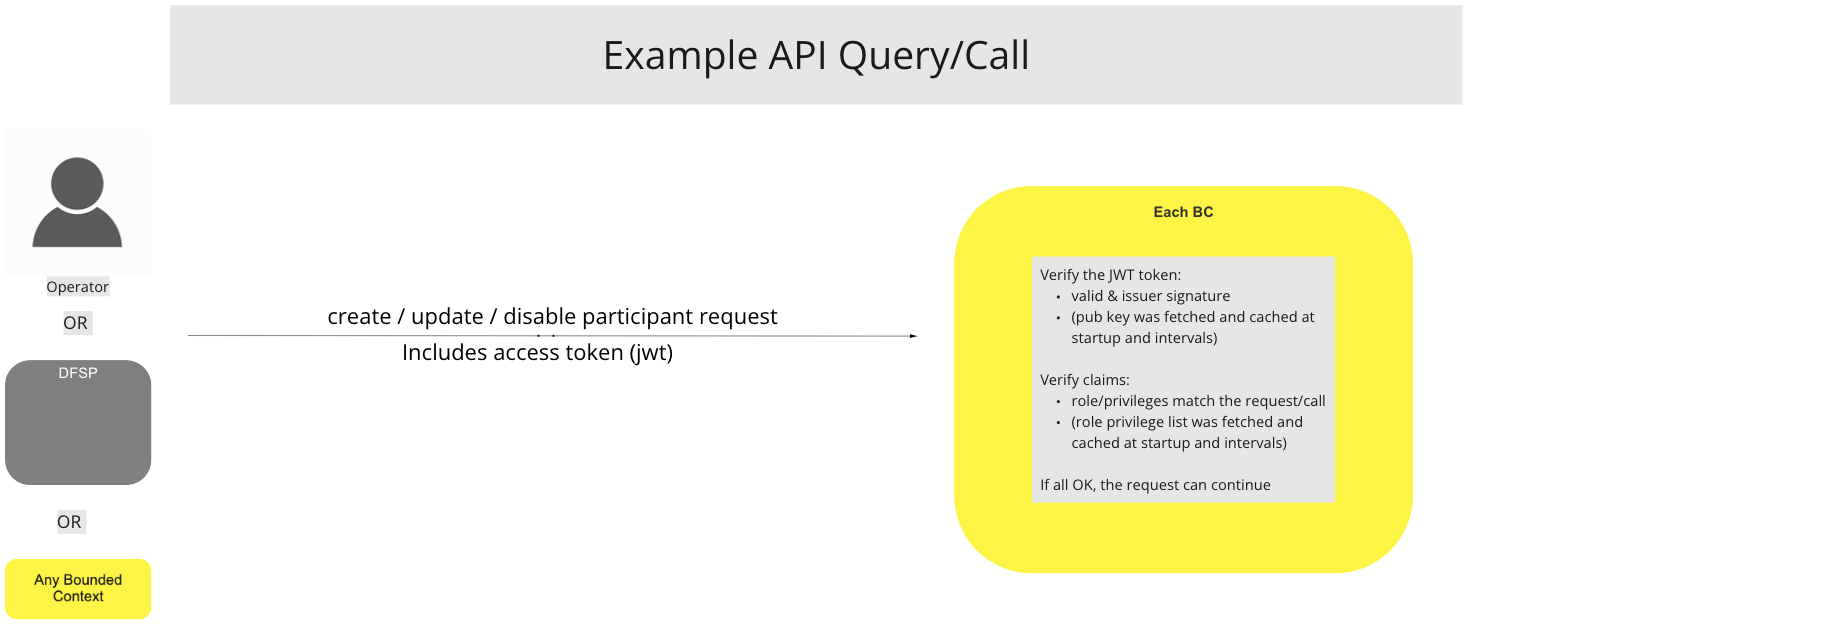 Example API Query/Call
Operator
OR
DFSP
OR
Any Bounded
Context
create / update / disable participant request
Includes access token (jwt)
Each BC
Verify the JWT token:
• valid & issuer signature
• (pub key was fetched and cached at
startup and intervals)
Verify claims:
• role/privileges match the request/call
• (role privilege list was fetched and
cached at startup and intervals)
If all OK, the request can continue